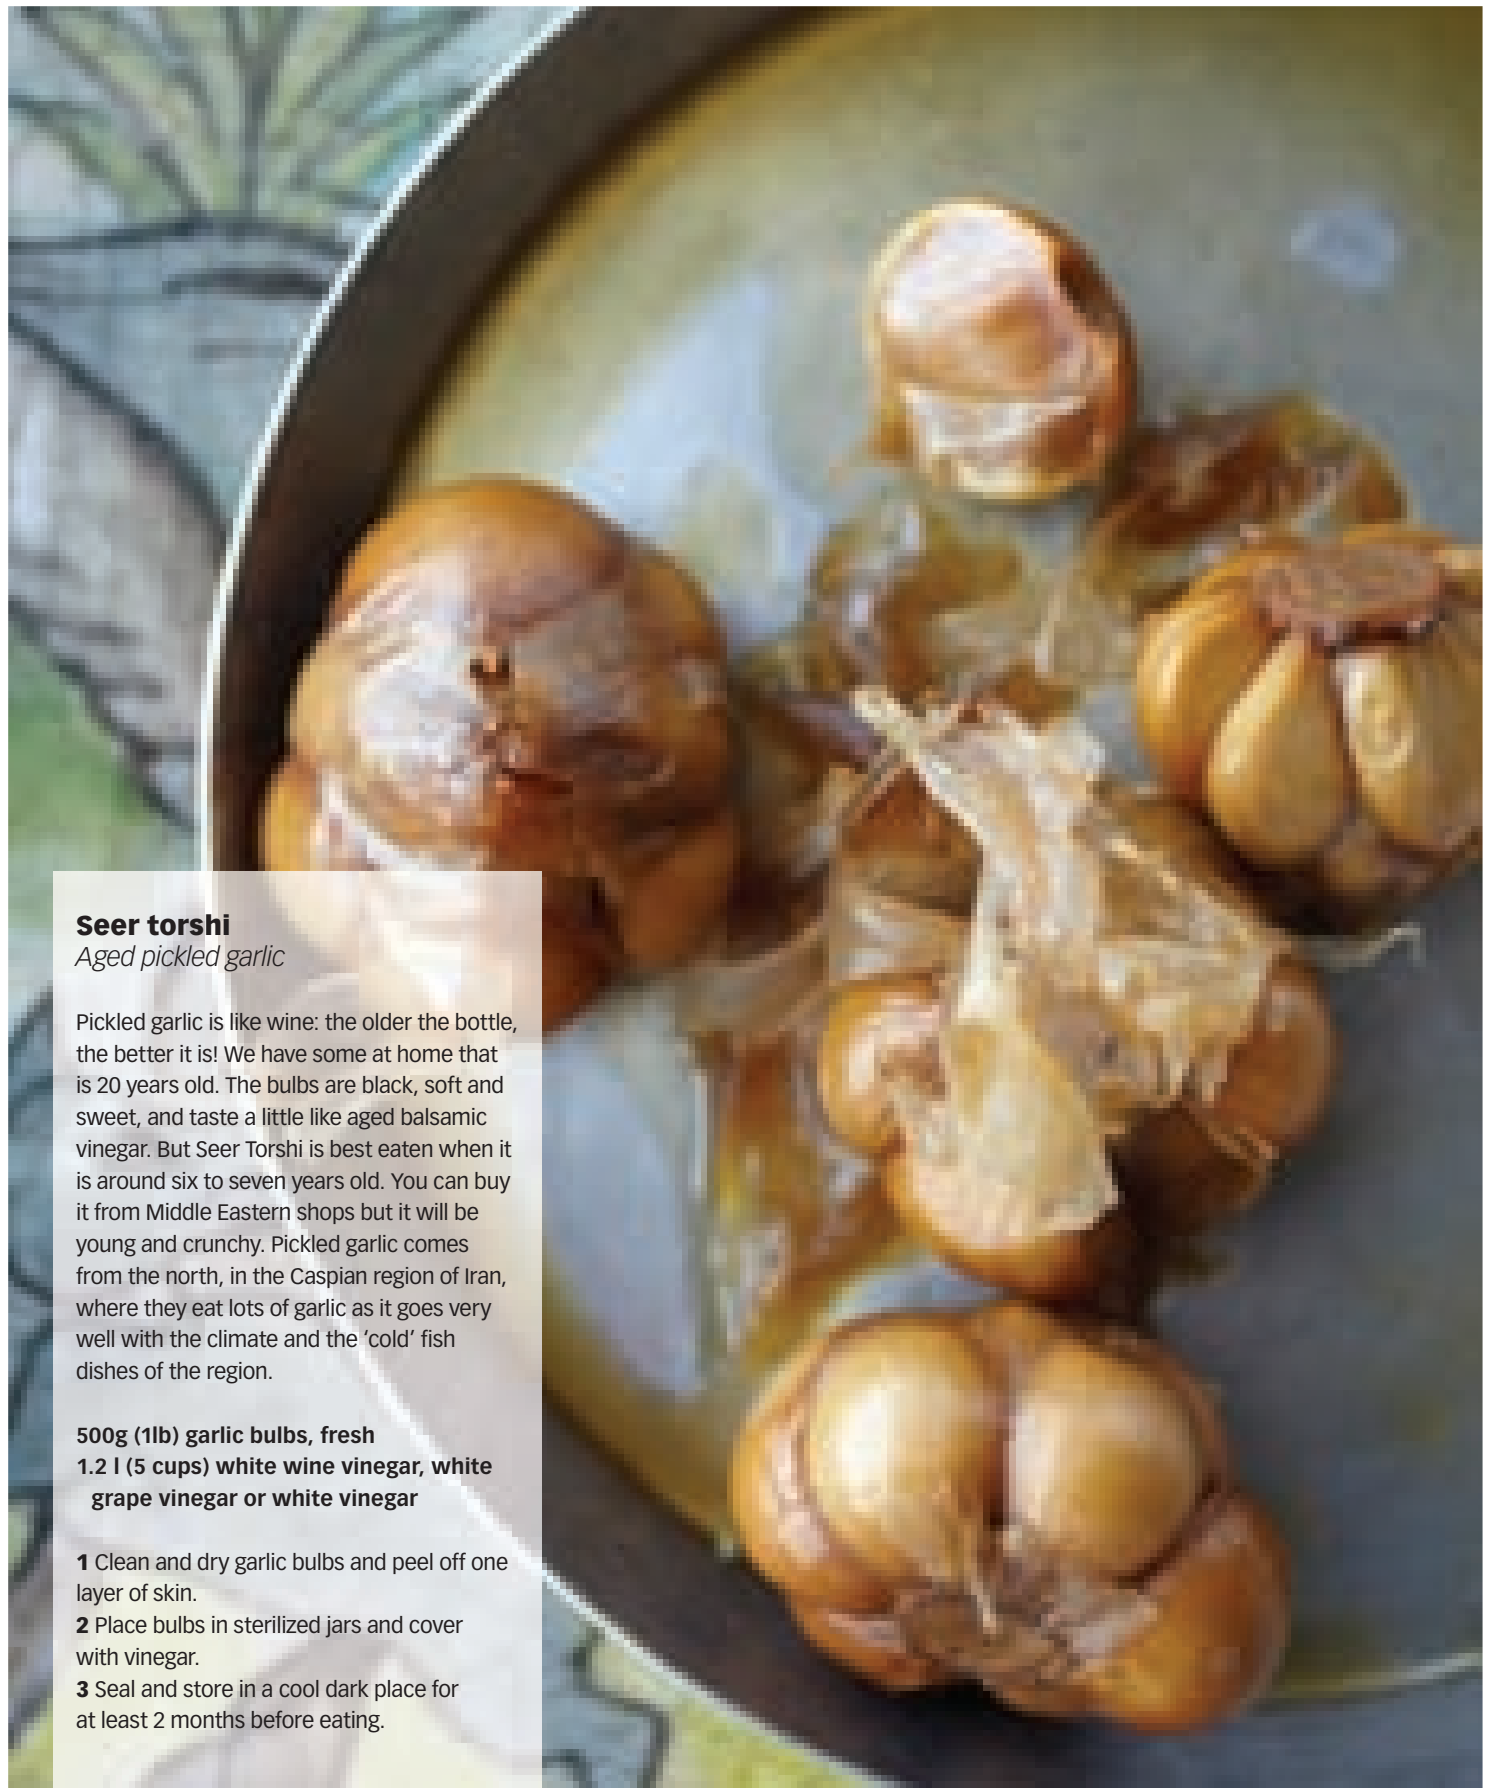 Seer torshi
Aged pickled garlic
Pickled garlic is like wine: the older the bottle,
the better it is! We have some at home that
is 20 years old. The bulbs are black, soft and
sweet, and taste a little like aged balsamic
vinegar. But Seer Torshi is best eaten when it
is around six to seven years old. You can buy
it from Middle Eastern shops but it will be
young and crunchy. Pickled garlic comes
from the north, in the Caspian region of Iran,
where they eat lots of garlic as it goes very
well with the climate and the ‘cold’ fish
dishes of the region.
500g (1lb) garlic bulbs, fresh
1.2 l (5 cups) white wine vinegar, white
grape vinegar or white vinegar
1 Clean and dry garlic bulbs and peel off one
layer of skin.
2 Place bulbs in sterilized jars and cover
with vinegar.
3 Seal and store in a cool dark place for
at least 2 months before eating.